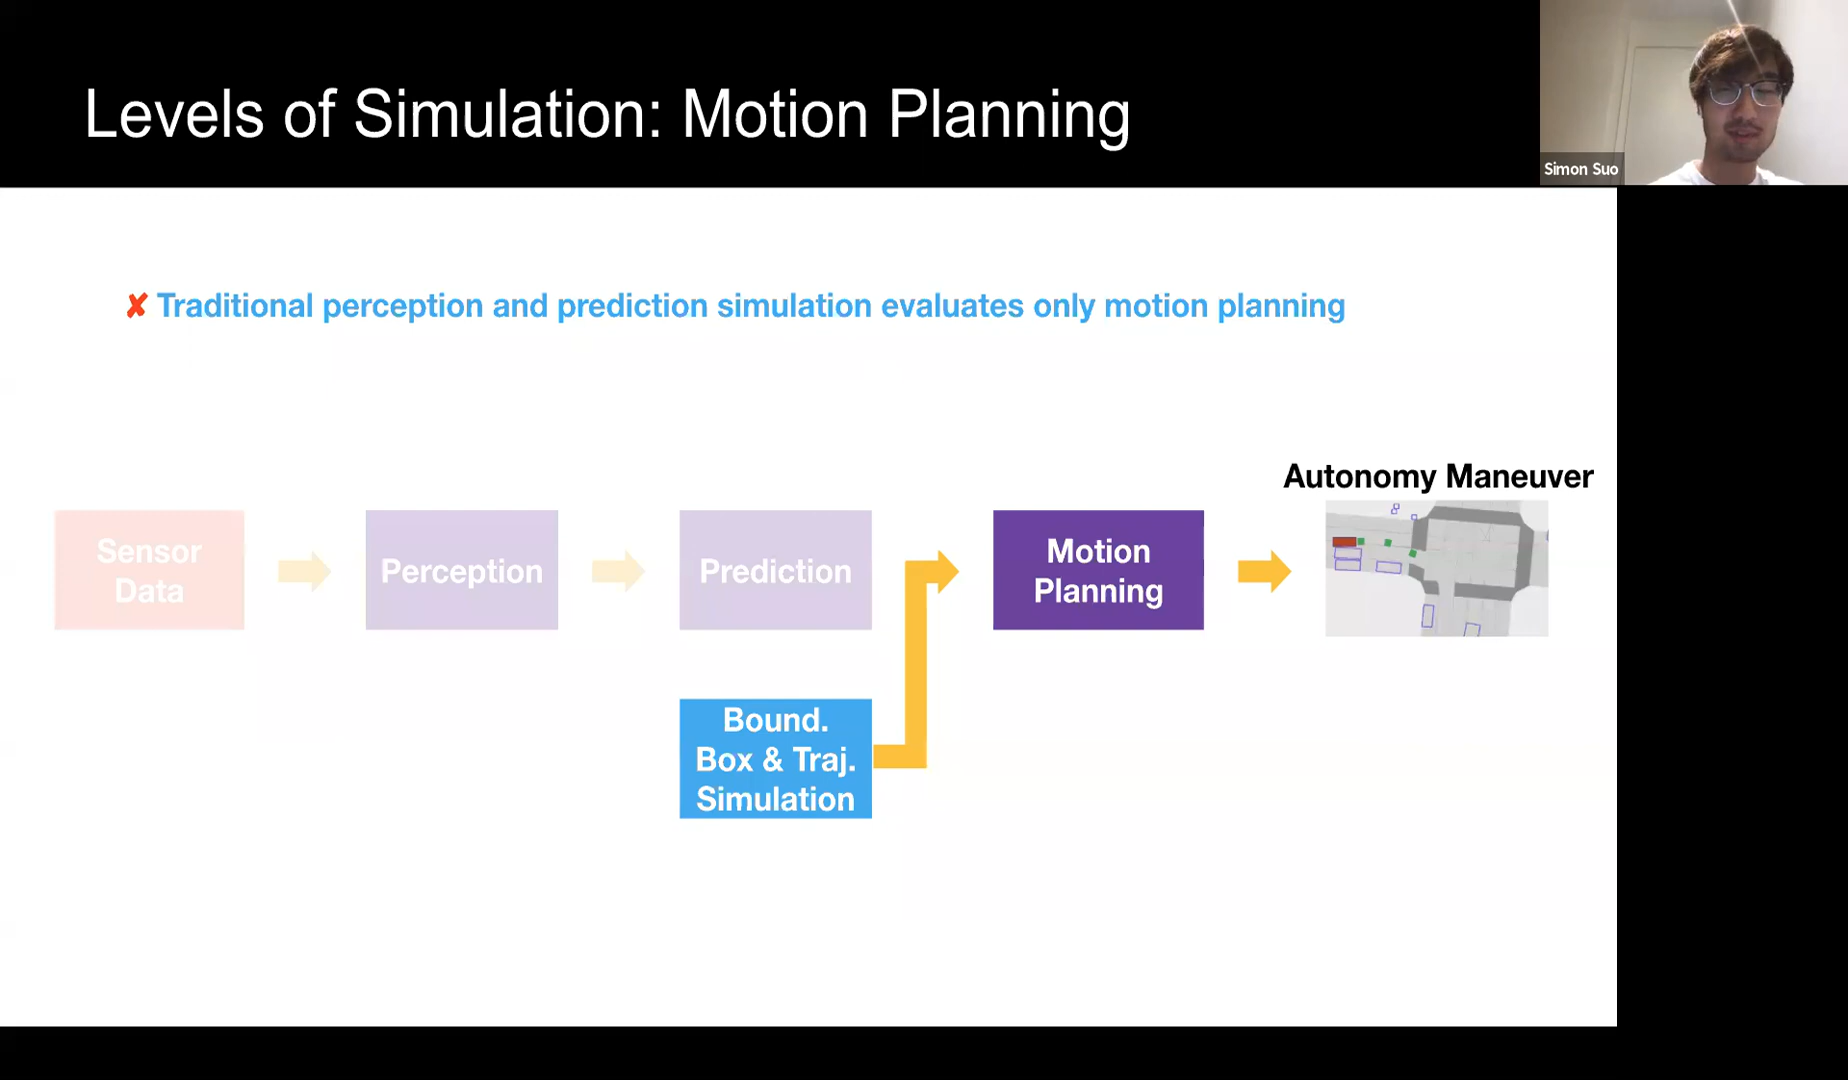 Levels of Simulation: Motion Planning
Simon Suo
✘ Traditional perception and prediction simulation evaluates only motion planning
Autonomy Maneuver
Sensor
Data
Perception
Prediction
Motion
Planning
Bound.
Box & Traj.
Simulation